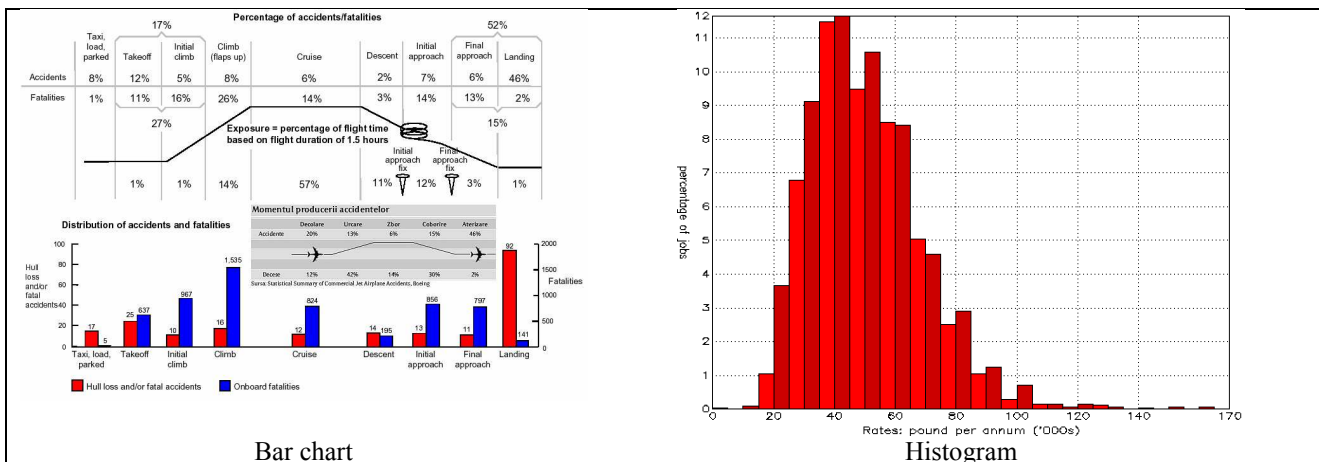 Percentage of accidents/fatalities
17%
52%
Taxi, load, parked
Takeoff
Initial climb
Climb (flaps up)
Cruise
Descent
Initial approach
Final approach
Landing
Accidents 8% 12% 5% 8% 6% 2% 7% 6% 46%
Fatalities 1% 11% 16% 26% 14% 3% 14% 13% 2%
27%
15%
Exposure = percentage of flight time
based on flight duration of 1.5 hours
Initial approach fix
Final approach fix
1% 1% 14% 57% 11% 12% 3% 1%
Distribution of accidents and fatalities
Momentul producerii accidentelor
Decolare Urcare Zbor Coborire Aterizare
Accidente 20% 13% 6% 15% 46%
Decese 12% 42% 14% 30% 2%
Sursa: Statistical Summary of Commercial Jet Airplane Accidents, Boeing
Hull loss and/or fatal accidents
100
80
60
40
20
0
Fatalities
2000
1500
1000
500
0
17 5 25 637 10 967 16 1,535 12 824 14 195 13 856 11 797 92 141
Taxi, load, parked
Takeoff
Initial climb
Climb
Cruise
Descent
Initial approach
Final approach
Landing
Hull loss and/or fatal accidents
Onboard fatalities
Bar chart
12
11
10
9
8
7
6
5
4
3
2
1
0
percentage of jobs
0 20 40 60 80 100 120 140 170
Rates: pound per annum ('000s)
Histogram